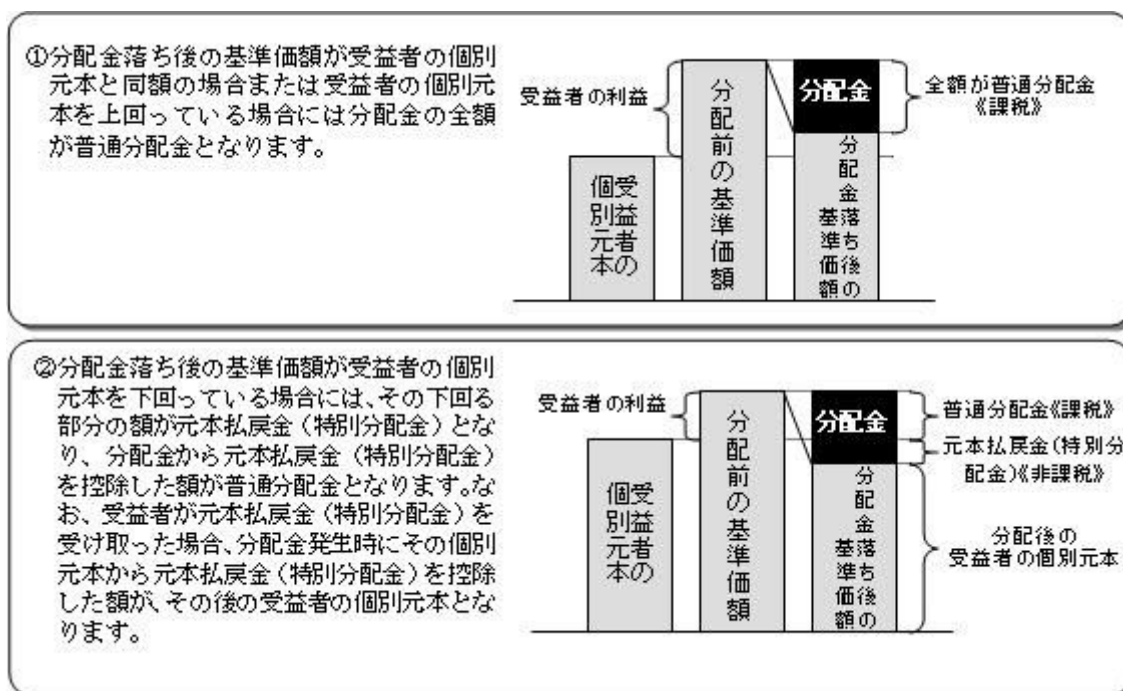 ①分配金落ち後の基準価額が受益者の個別
元本と同額の場合または受益者の個別元
本を上回っている場合には分配金の全額
が普通分配金となります。
受益者の利益
受益者の
個別元本
分配前の基準価額
分配金
分配金落ち後の
基準価額
全額が普通分配金
《課税》
②分配金落ち後の基準価額が受益者の個別
元本を下回っている場合には、その下回る
部分の額が元本払戻金（特別分配金）とな
り、分配金から元本払戻金（特別分配金）
を控除した額が普通分配金となります。な
お、受益者が元本払戻金（特別分配金）を
受け取った場合、分配金発生時にその個別
元本から元本払戻金（特別分配金）を控除
した額が、その後の受益者の個別元本とな
ります。
受益者の利益
受益者の
個別元本
分配前の基準価額
分配金
分配金落ち後の
基準価額
普通分配金《課税》
元本払戻金（特別分
配金）《非課税》
分配後の
受益者の個別元本